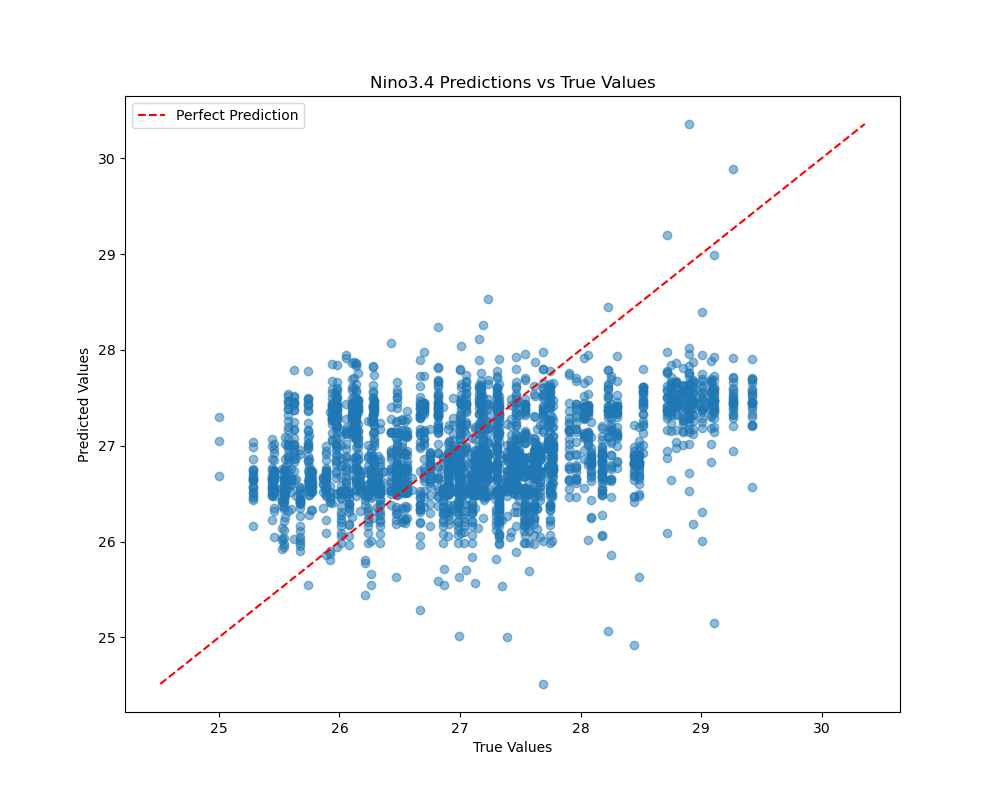 Nino3.4 Predictions vs True Values
Perfect Prediction
30
29
28
27
26
25
Predicted Values
25 26 27 28 29 30
True Values